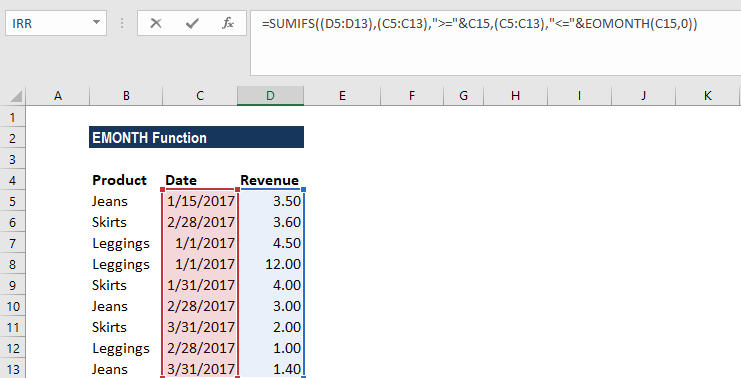 IRR fx =SUMIFS((D5:D13),(C5:C13),">="&C15,(C5:C13),"<="&EOMONTH(C15,0))
A B C D E F G H I J K
1
2 EMONTH Function
3
4 Product Date Revenue
5 Jeans 1/15/2017 3.50
6 Skirts 2/28/2017 3.60
7 Leggings 1/1/2017 4.50
8 Leggings 1/1/2017 12.00
9 Skirts 1/31/2017 4.00
10 Jeans 2/28/2017 3.00
11 Skirts 3/31/2017 2.00
12 Leggings 2/28/2017 1.00
13 Jeans 3/31/2017 1.40